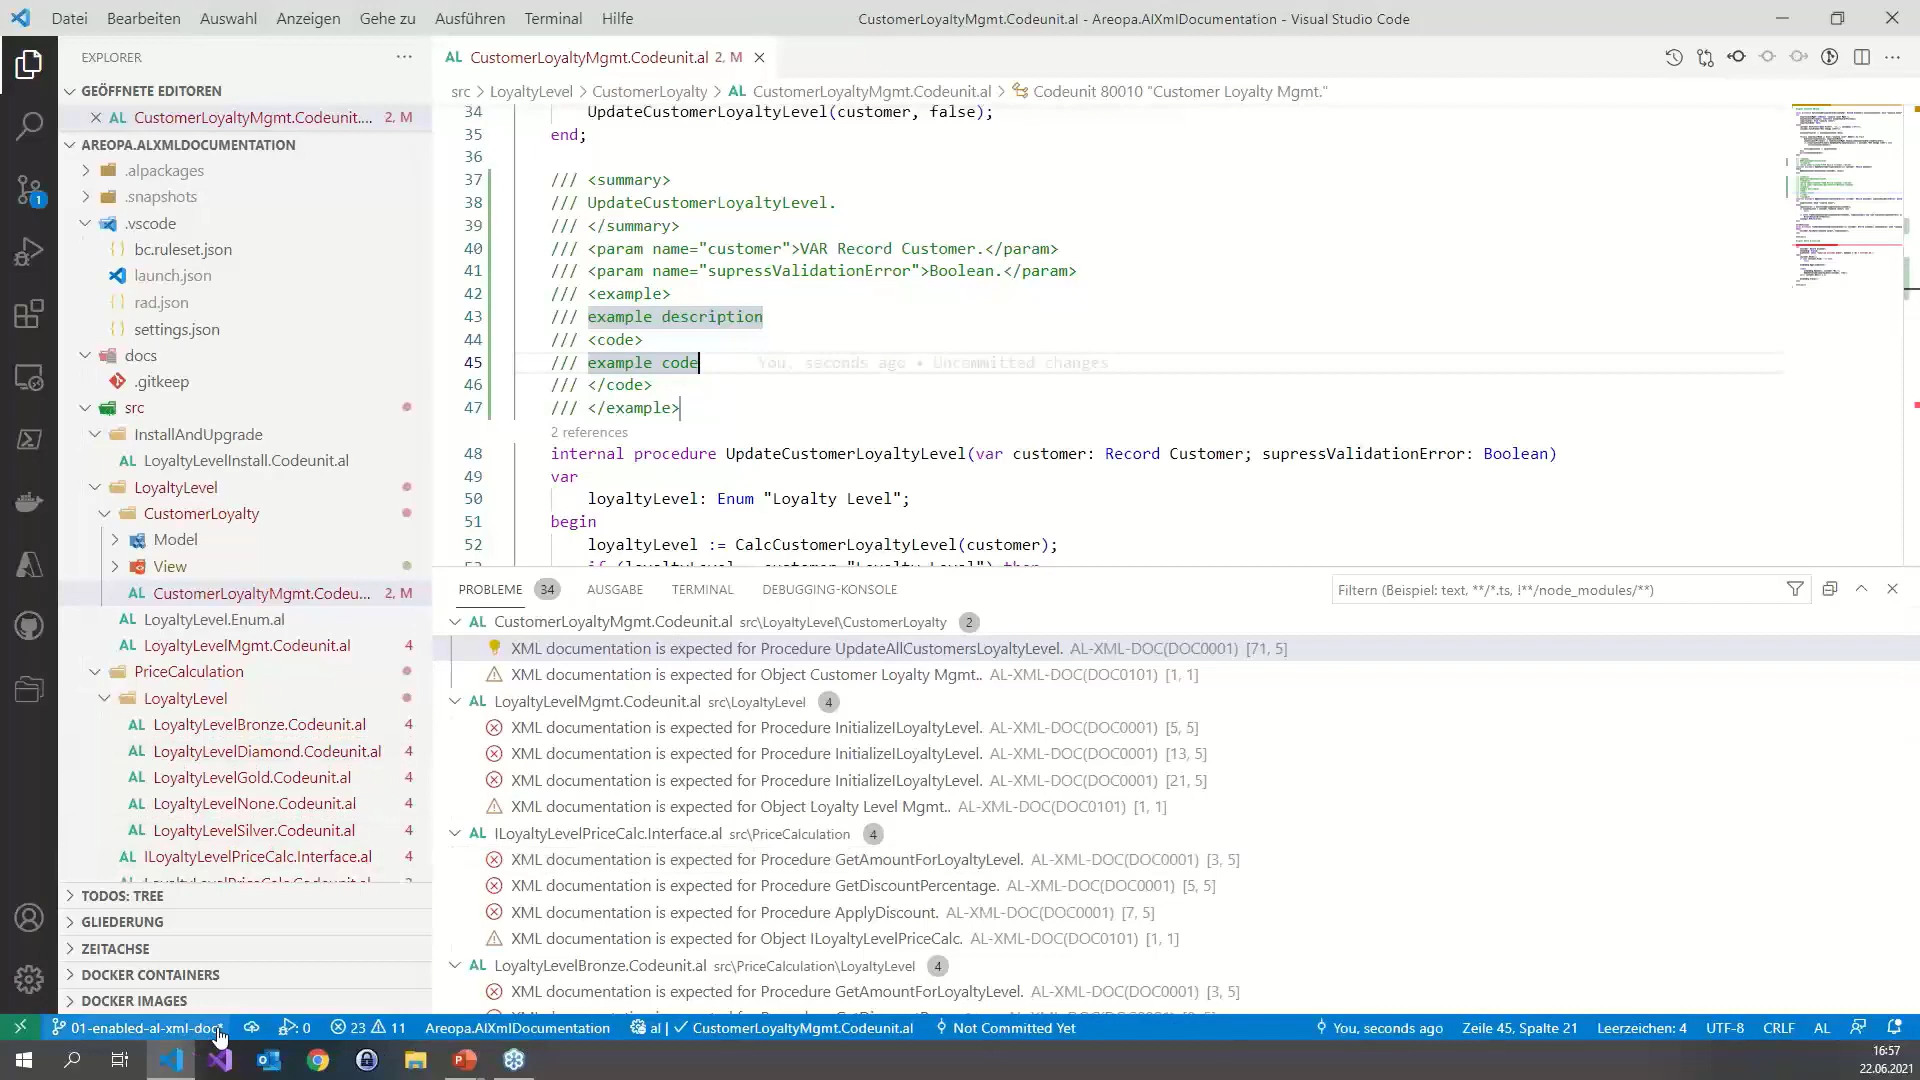 Datei Bearbeiten Auswahl Anzeigen Gehe zu Ausführen Terminal Hilfe CustomerLoyaltyMgmt.Codeunit.al - Areopa.AlXmlDocumentation - Visual Studio Code
EXPLORER
GEÖFFNETE EDITOREN
AL CustomerLoyaltyMgmt.Codeunit.... 2, M
AREOPA.ALXMLDOCUMENTATION
.alpackages
.snapshots
.vscode
bc.ruleset.json
launch.json
rad.json
settings.json
docs
.gitkeep
src
InstallAndUpgrade
AL LoyaltyLevelInstall.Codeunit.al
LoyaltyLevel
CustomerLoyalty
Model
View
AL CustomerLoyaltyMgmt.Codeu... 2, M
AL LoyaltyLevel.Enum.al
AL LoyaltyLevelMgmt.Codeunit.al 4
PriceCalculation
LoyaltyLevel
AL LoyaltyLevelBronze.Codeunit.al 4
AL LoyaltyLevelDiamond.Codeunit.al 4
AL LoyaltyLevelGold.Codeunit.al 4
AL LoyaltyLevelNone.Codeunit.al 4
AL LoyaltyLevelSilver.Codeunit.al 4
AL ILoyaltyLevelPriceCalc.Interface.al 4
TODOS: TREE
GLIEDERUNG
ZEITACHSE
DOCKER CONTAINERS
DOCKER IMAGES
1
AL CustomerLoyaltyMgmt.Codeunit.al 2, M
src > LoyaltyLevel > CustomerLoyalty > AL CustomerLoyaltyMgmt.Codeunit.al > Codeunit 80010 "Customer Loyalty Mgmt."
34 UpdateCustomerLoyaltyLevel(customer, false);
35 end;
36
37 /// <summary>
38 /// UpdateCustomerLoyaltyLevel.
39 /// </summary>
40 /// <param name="customer">VAR Record Customer.</param>
41 /// <param name="supressValidationError">Boolean.</param>
42 /// <example>
43 /// example description
44 /// <code>
45 /// example code You, seconds ago • Uncommitted changes
46 /// </code>
47 /// </example>
2 references
48 internal procedure UpdateCustomerLoyaltyLevel(var customer: Record Customer; supressValidationError: Boolean)
49 var
50 loyaltyLevel: Enum "Loyalty Level";
51 begin
52 loyaltyLevel := CalcCustomerLoyaltyLevel(customer);
PROBLEME 34 AUSGABE TERMINAL DEBUGGING-KONSOLE Filtern (Beispiel: text, **/*.ts, !**/node_modules/**)
AL CustomerLoyaltyMgmt.Codeunit.al src\LoyaltyLevel\CustomerLoyalty 2
XML documentation is expected for Procedure UpdateAllCustomersLoyaltyLevel. AL-XML-DOC(DOC0001) [71, 5]
XML documentation is expected for Object Customer Loyalty Mgmt.. AL-XML-DOC(DOC0101) [1, 1]
AL LoyaltyLevelMgmt.Codeunit.al src\LoyaltyLevel 4
XML documentation is expected for Procedure InitializeILoyaltyLevel. AL-XML-DOC(DOC0001) [5, 5]
XML documentation is expected for Procedure InitializeILoyaltyLevel. AL-XML-DOC(DOC0001) [13, 5]
XML documentation is expected for Procedure InitializeILoyaltyLevel. AL-XML-DOC(DOC0001) [21, 5]
XML documentation is expected for Object Loyalty Level Mgmt.. AL-XML-DOC(DOC0101) [1, 1]
AL ILoyaltyLevelPriceCalc.Interface.al src\PriceCalculation 4
XML documentation is expected for Procedure GetAmountForLoyaltyLevel. AL-XML-DOC(DOC0001) [3, 5]
XML documentation is expected for Procedure GetDiscountPercentage. AL-XML-DOC(DOC0001) [5, 5]
XML documentation is expected for Procedure ApplyDiscount. AL-XML-DOC(DOC0001) [7, 5]
XML documentation is expected for Object ILoyaltyLevelPriceCalc. AL-XML-DOC(DOC0101) [1, 1]
AL LoyaltyLevelBronze.Codeunit.al src\PriceCalculation\LoyaltyLevel 4
XML documentation is expected for Procedure GetAmountForLoyaltyLevel. AL-XML-DOC(DOC0001) [3, 5]
01-enabled-al-xml-doc* 0 23 11 Areopa.AlXmlDocumentation al | CustomerLoyaltyMgmt.Codeunit.al Not Committed Yet You, seconds ago Zeile 45, Spalte 21 Leerzeichen: 4 UTF-8 CRLF AL
16:57
22.06.2021